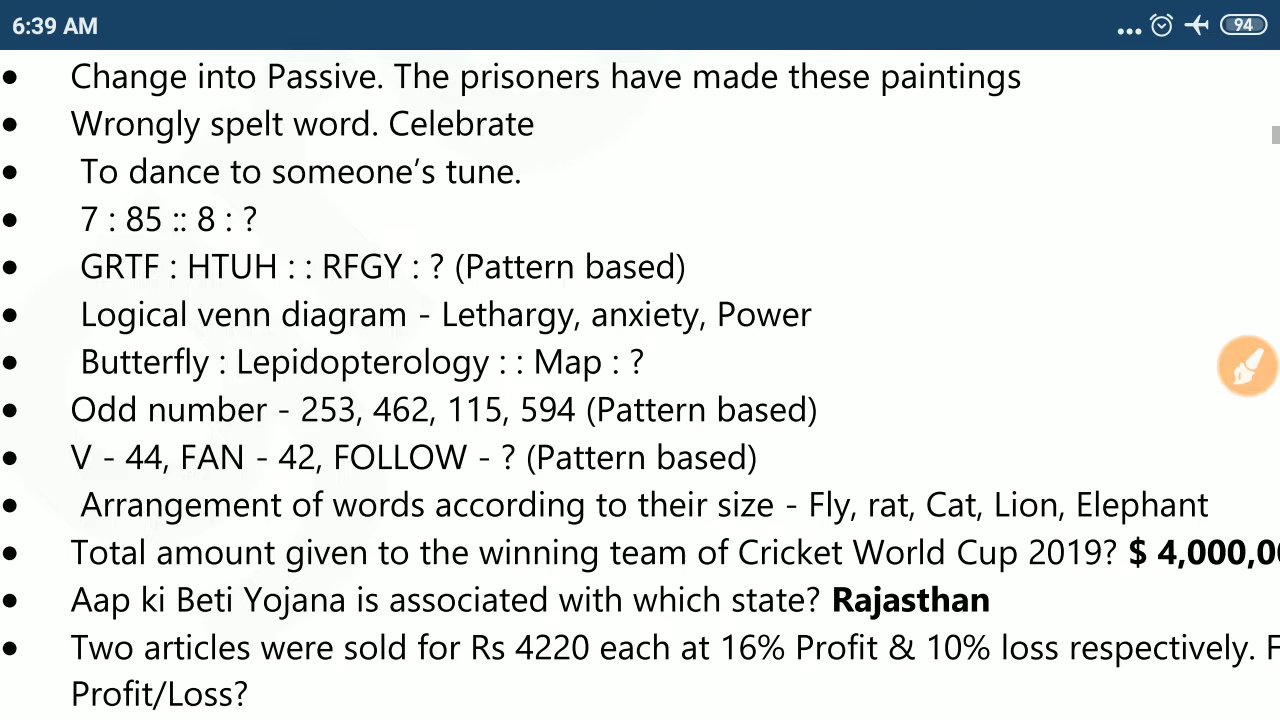 6:39 AM
94
● Change into Passive. The prisoners have made these paintings
● Wrongly spelt word. Celebrate
● To dance to someone’s tune.
● 7 : 85 :: 8 : ?
● GRTF : HTUH : : RFGY : ? (Pattern based)
● Logical venn diagram - Lethargy, anxiety, Power
● Butterfly : Lepidopterology : : Map : ?
● Odd number - 253, 462, 115, 594 (Pattern based)
● V - 44, FAN - 42, FOLLOW - ? (Pattern based)
● Arrangement of words according to their size - Fly, rat, Cat, Lion, Elephant
● Total amount given to the winning team of Cricket World Cup 2019? $ 4,000,0
● Aap ki Beti Yojana is associated with which state? Rajasthan
● Two articles were sold for Rs 4220 each at 16% Profit & 10% loss respectively. F
Profit/Loss?